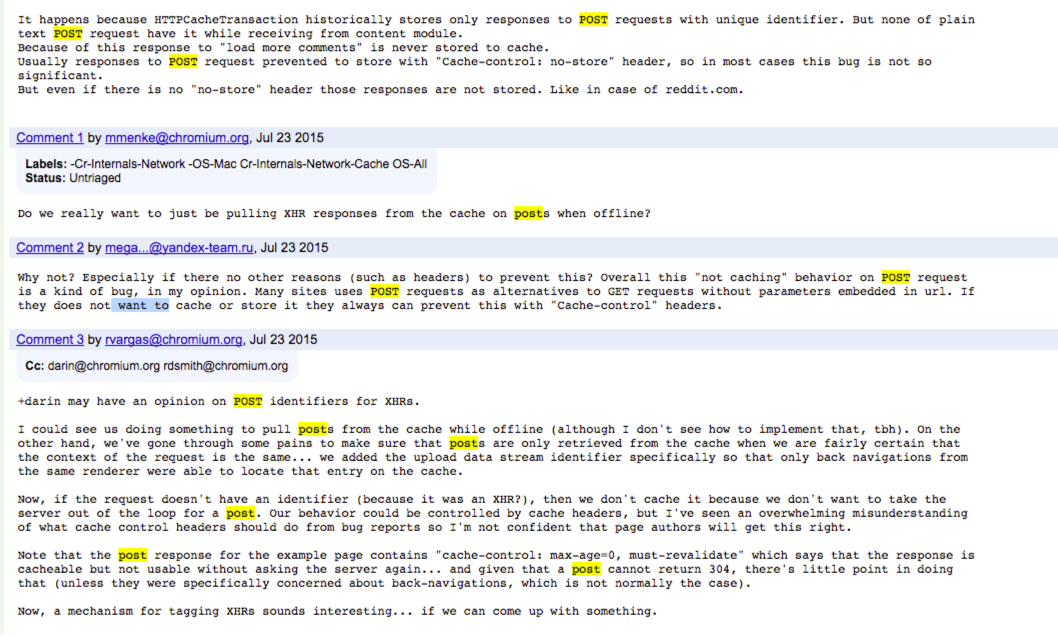 It happens because HTTPCacheTransaction historically stores only responses to POST requests with unique identifier. But none of plain
text POST request have it while receiving from content module.
Because of this response to "load more comments" is never stored to cache.
Usually responses to POST request prevented to store with "Cache-control: no-store" header, so in most cases this bug is not so
significant.
But even if there is no "no-store" header those responses are not stored. Like in case of reddit.com.
Comment 1 by mmenke@chromium.org, Jul 23 2015
Labels: -Cr-Internals-Network -OS-Mac Cr-Internals-Network-Cache OS-All
Status: Untriaged
Do we really want to just be pulling XHR responses from the cache on posts when offline?
Comment 2 by mega...@yandex-team.ru, Jul 23 2015
Why not? Especially if there no other reasons (such as headers) to prevent this? Overall this "not caching" behavior on POST request
is a kind of bug, in my opinion. Many sites uses POST requests as alternatives to GET requests without parameters embedded in url. If
they does not want to cache or store it they always can prevent this with "Cache-control" headers.
Comment 3 by rvargas@chromium.org, Jul 23 2015
Cc: darin@chromium.org rdsmith@chromium.org
+darin may have an opinion on POST identifiers for XHRs.
I could see us doing something to pull posts from the cache while offline (although I don't see how to implement that, tbh). On the
other hand, we've gone through some pains to make sure that posts are only retrieved from the cache when we are fairly certain that
the context of the request is the same... we added the upload data stream identifier specifically so that only back navigations from
the same renderer were able to locate that entry on the cache.
Now, if the request doesn't have an identifier (because it was an XHR?), then we don't cache it because we don't want to take the
server out of the loop for a post. Our behavior could be controlled by cache headers, but I've seen an overwhelming misunderstanding
of what cache control headers should do from bug reports so I'm not confident that page authors will get this right.
Note that the post response for the example page contains "cache-control: max-age=0, must-revalidate" which says that the response is
cacheable but not usable without asking the server again... and given that a post cannot return 304, there's little point in doing
that (unless they were specifically concerned about back-navigations, which is not normally the case).
Now, a mechanism for tagging XHRs sounds interesting... if we can come up with something.